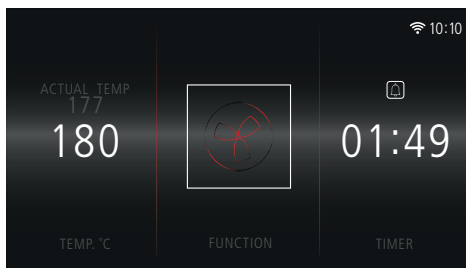 10:10
ACTUAL TEMP
177
180
01:49
TEMP. °C
FUNCTION
TIMER